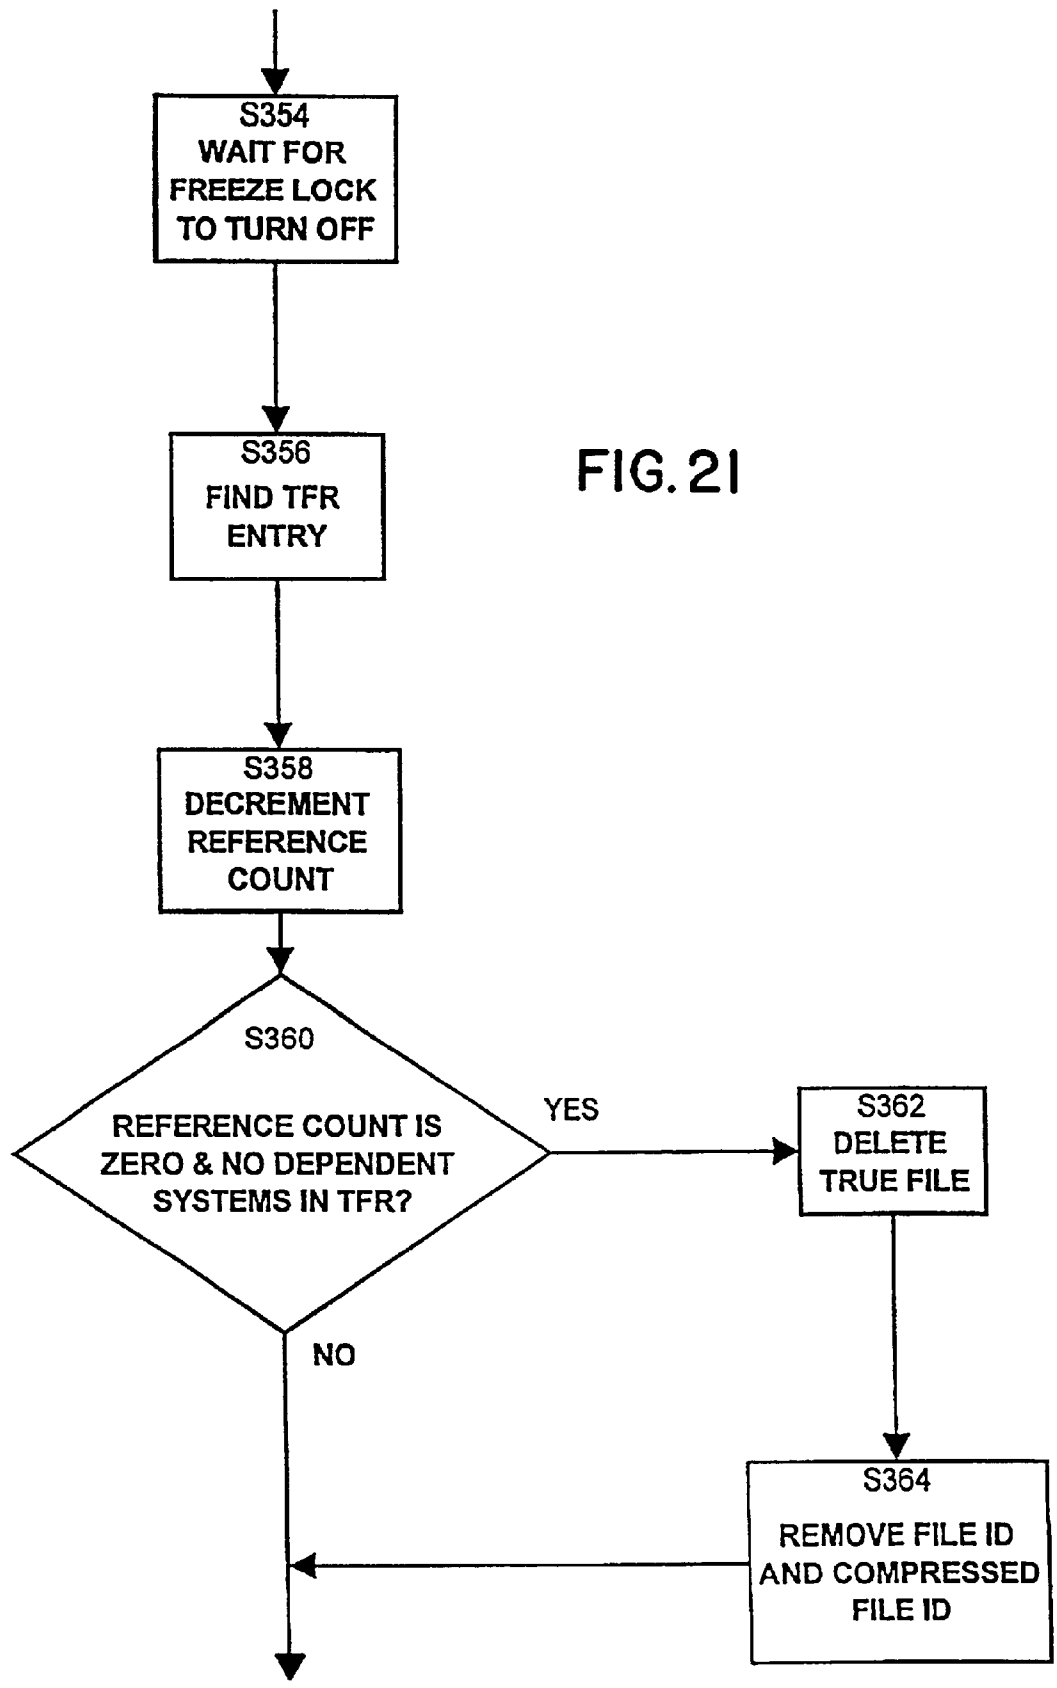 S354
WAIT FOR
FREEZE LOCK
TO TURN OFF
S356
FIND TFR
ENTRY
FIG. 21
S358
DECREMENT
REFERENCE
COUNT
S360
REFERENCE COUNT IS
ZERO & NO DEPENDENT
SYSTEMS IN TFR?
YES
NO
S362
DELETE
TRUE FILE
S364
REMOVE FILE ID
AND COMPRESSED
FILE ID